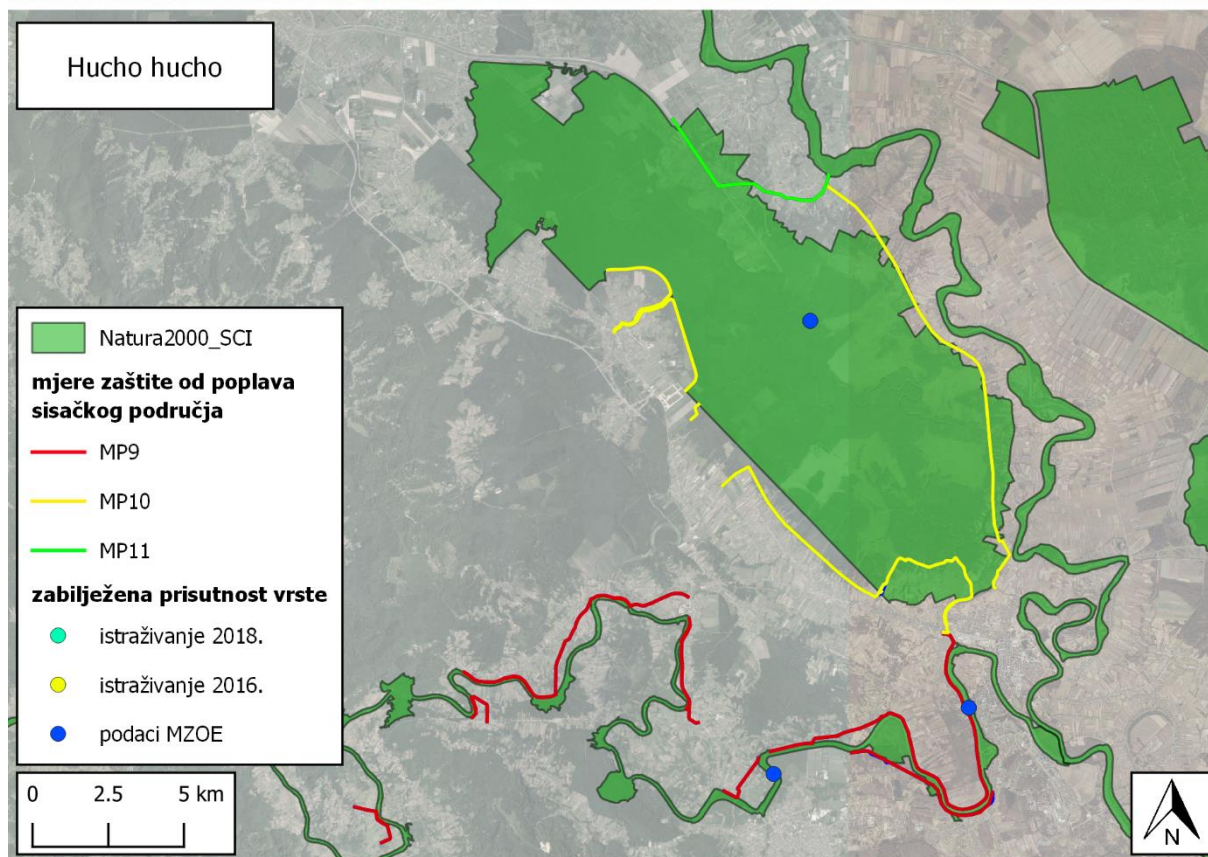 Hucho hucho
Natura2000_SCI
mjere zaštite od poplava
sisačkog područja
MP9
MP10
MP11
zabilježena prisutnost vrste
istraživanje 2018.
istraživanje 2016.
podaci MZOE
0 2.5 5 km
N